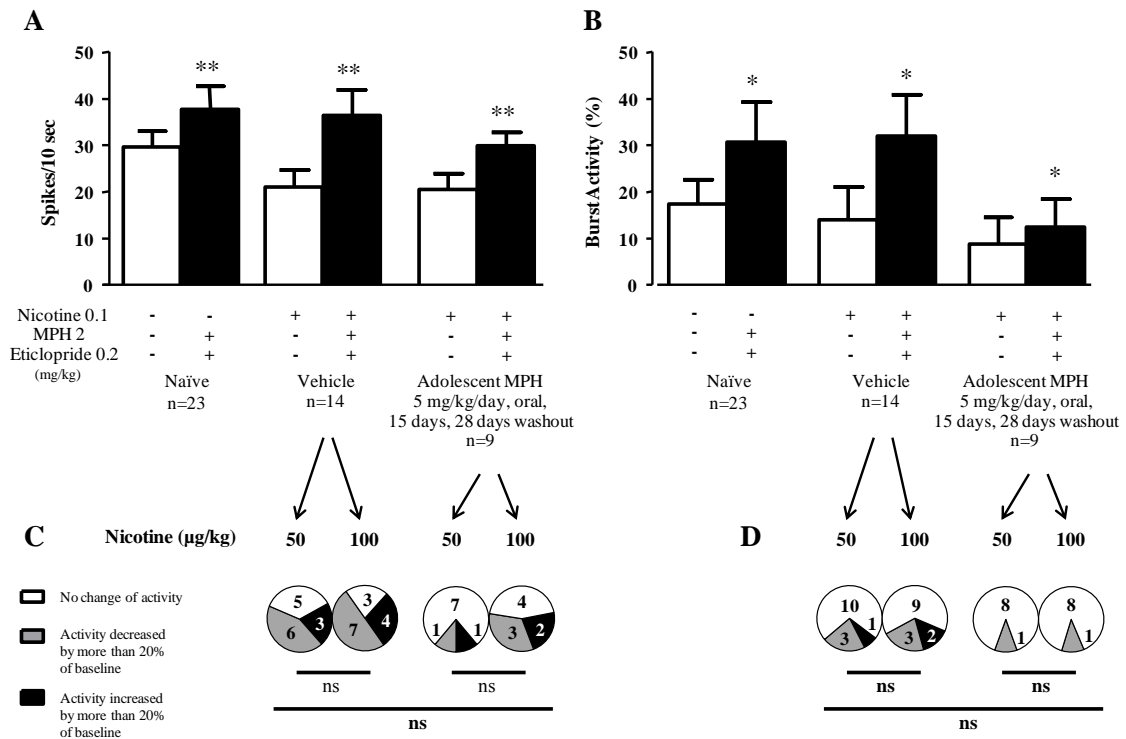 A
50
40
30
20
10
0
Spikes/10 sec
**
**
**
B
50
40
30
20
10
0
Burst Activity (%)
*
*
*
Nicotine 0.1 - - + + + +
MPH 2 - + - + - +
Eticlopride 0.2 - + - + - +
(mg/kg)
Naïve
n=23
Vehicle
n=14
Adolescent MPH
5 mg/kg/day, oral,
15 days, 28 days washout
n=9
- - + + + +
- + - + - +
- + - + - +
Naïve
n=23
Vehicle
n=14
Adolescent MPH
5 mg/kg/day, oral,
15 days, 28 days washout
n=9
C
Nicotine (µg/kg) 50 100 50 100
No change of activity
Activity decreased
by more than 20%
of baseline
Activity increased
by more than 20%
of baseline
5 3 6
3 4 7
7 1 1
4 2 3
ns ns
ns
D
50 100 50 100
10 1 3
9 2 3
8 1
8 1
ns ns
ns